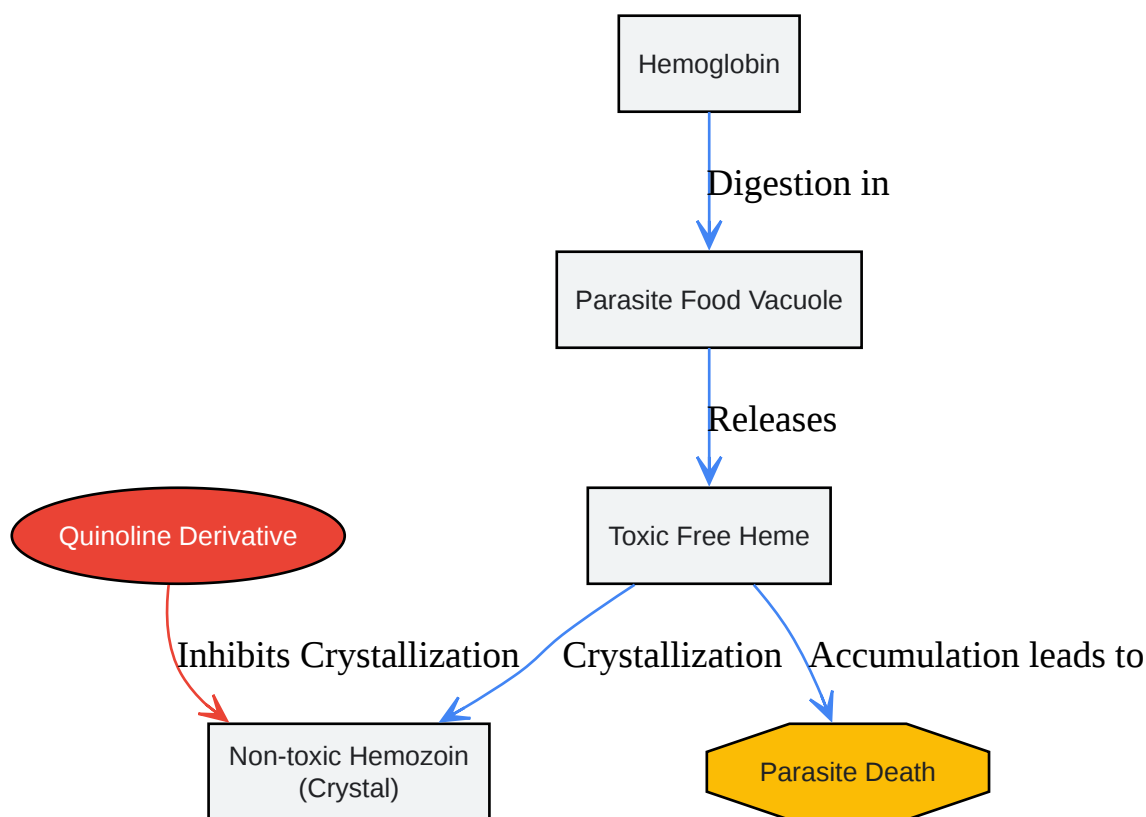 Hemoglobin
Digestion in
Parasite Food Vacuole
Releases
Quinoline Derivative
Toxic Free Heme
Inhibits Crystallization
Crystallization
Accumulation leads to
Non-toxic Hemozoin
(Crystal)
Parasite Death